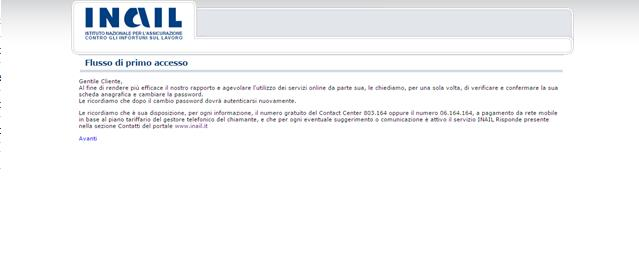 INAIL
ISTITUTO NAZIONALE PER L'ASSICURAZIONE
CONTRO GLI INFORTUNI SUL LAVORO
Flusso di primo accesso
Gentile Cliente,
Al fine di rendere più efficace il nostro rapporto e agevolare l'utilizzo dei servizi online da parte sua, le chiediamo, per una sola volta, di verificare e confermare la sua
scheda anagrafica e cambiare la password.
Le ricordiamo che dopo il cambio password dovrà autenticarsi nuovamente.
Le ricordiamo che è sua disposizione, per ogni informazione, il numero gratuito del Contact Center 803.164 oppure il numero 06.164.164, a pagamento da rete mobile
in base al piano tariffario del gestore telefonico del chiamante, e che per ogni eventuale suggerimento o comunicazione è attivo il servizio INAIL Risponde presente
nella sezione Contatti del portale www.inail.it
Avanti